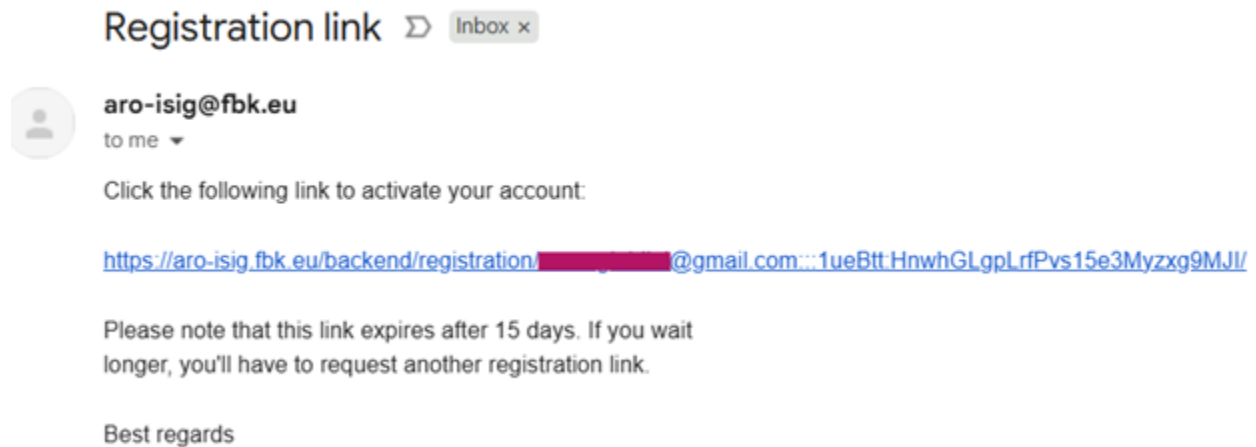 Registration link Inbox ×
aro-isig@fbk.eu
to me
Click the following link to activate your account:
https://aro-isig.fbk.eu/backend/registration/ @gmail.com:::1ueBtt:HnwhGLgpLrfPvs15e3Myzxg9MJI/
Please note that this link expires after 15 days. If you wait
longer, you'll have to request another registration link.
Best regards